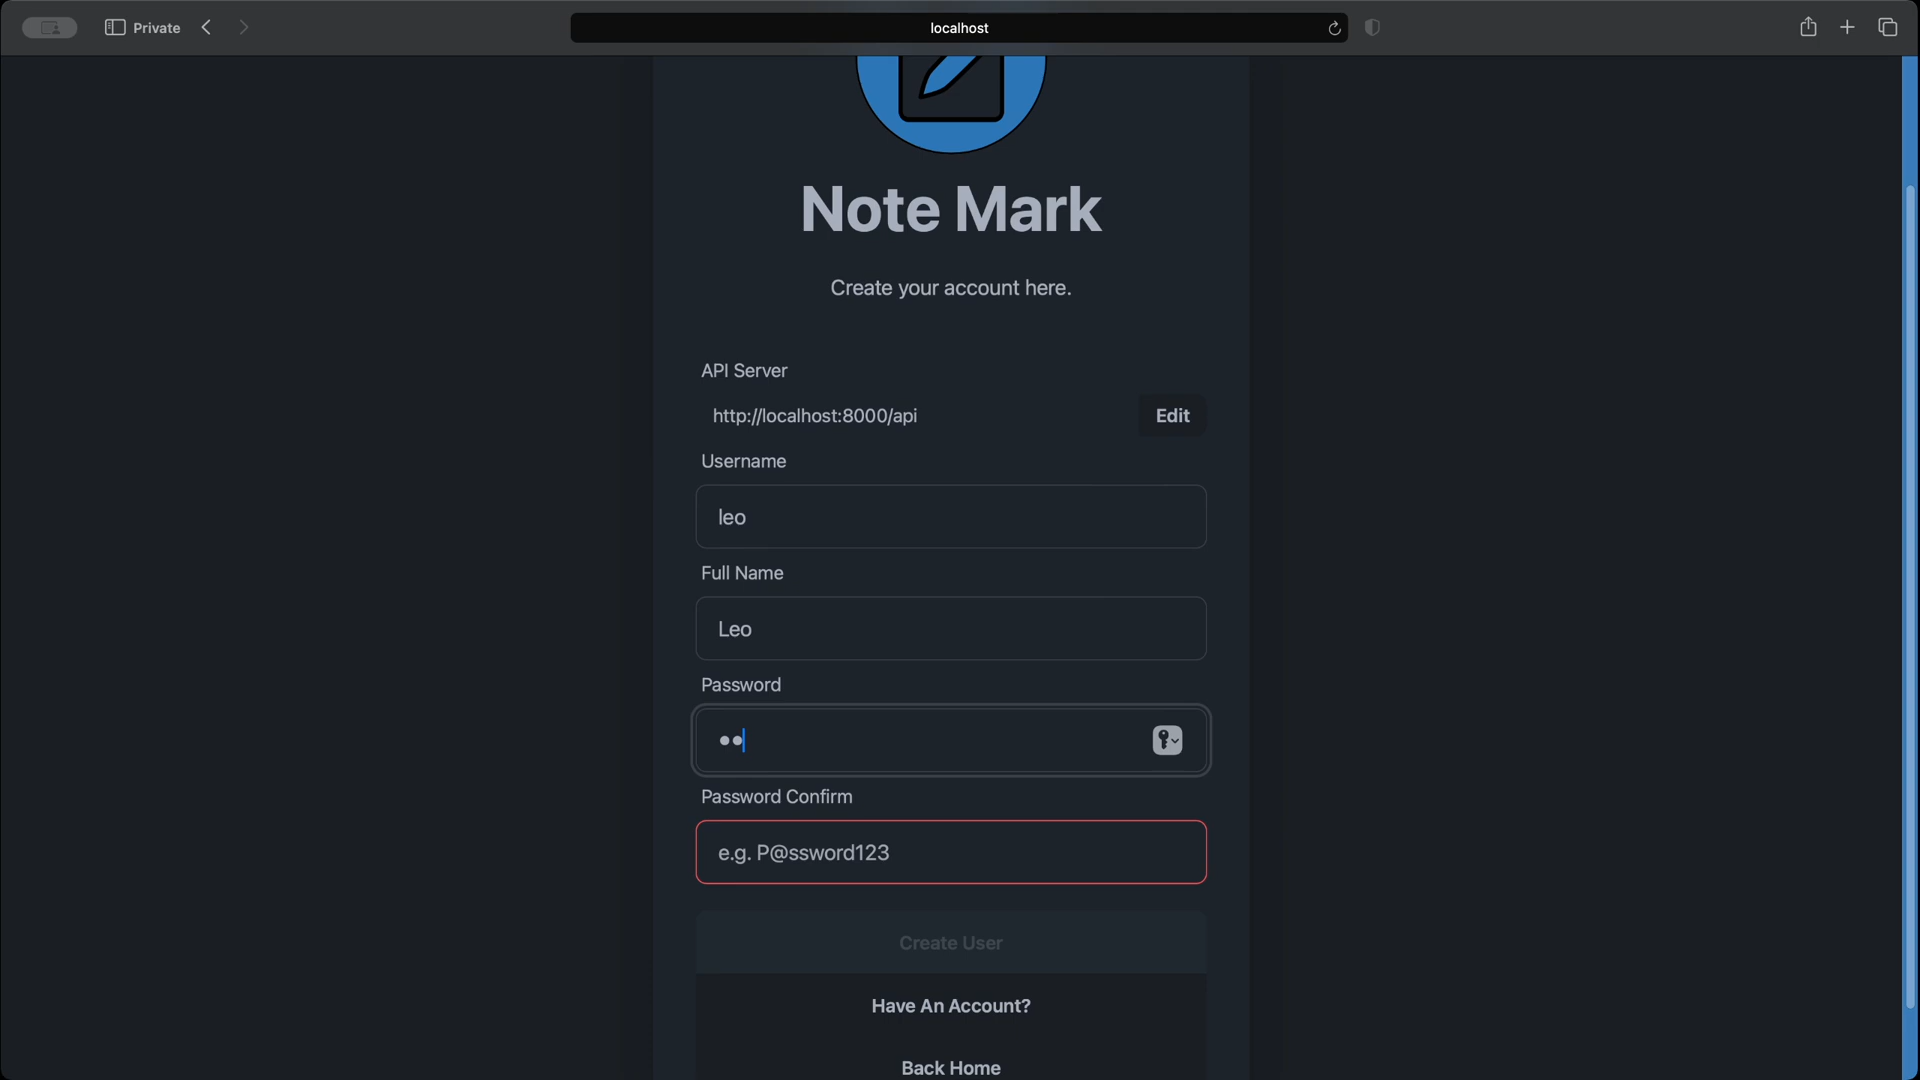 Private
localhost
Note Mark
Create your account here.
API Server
http://localhost:8000/api
Edit
Username
leo
Full Name
Leo
Password
••
Password Confirm
e.g. P@ssword123
Create User
Have An Account?
Back Home